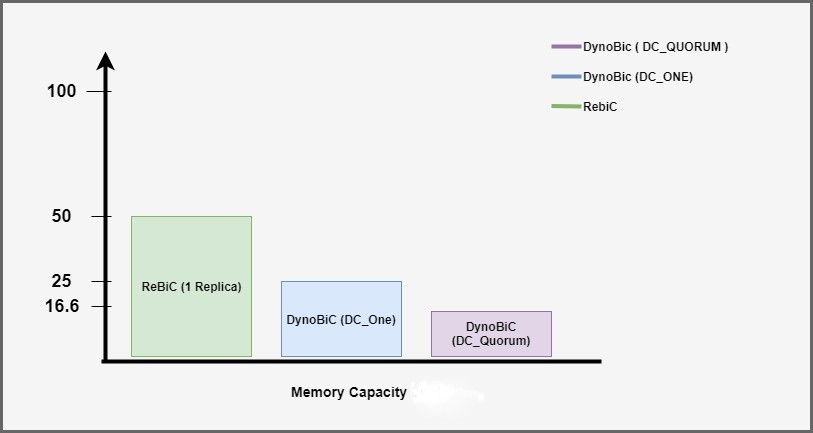 DynoBic ( DC_QUORUM )
DynoBic (DC_ONE)
RebiC
100
50
25
16.6
ReBiC (1 Replica)
DynoBiC (DC_One)
DynoBiC
(DC_Quorum)
Memory Capacity